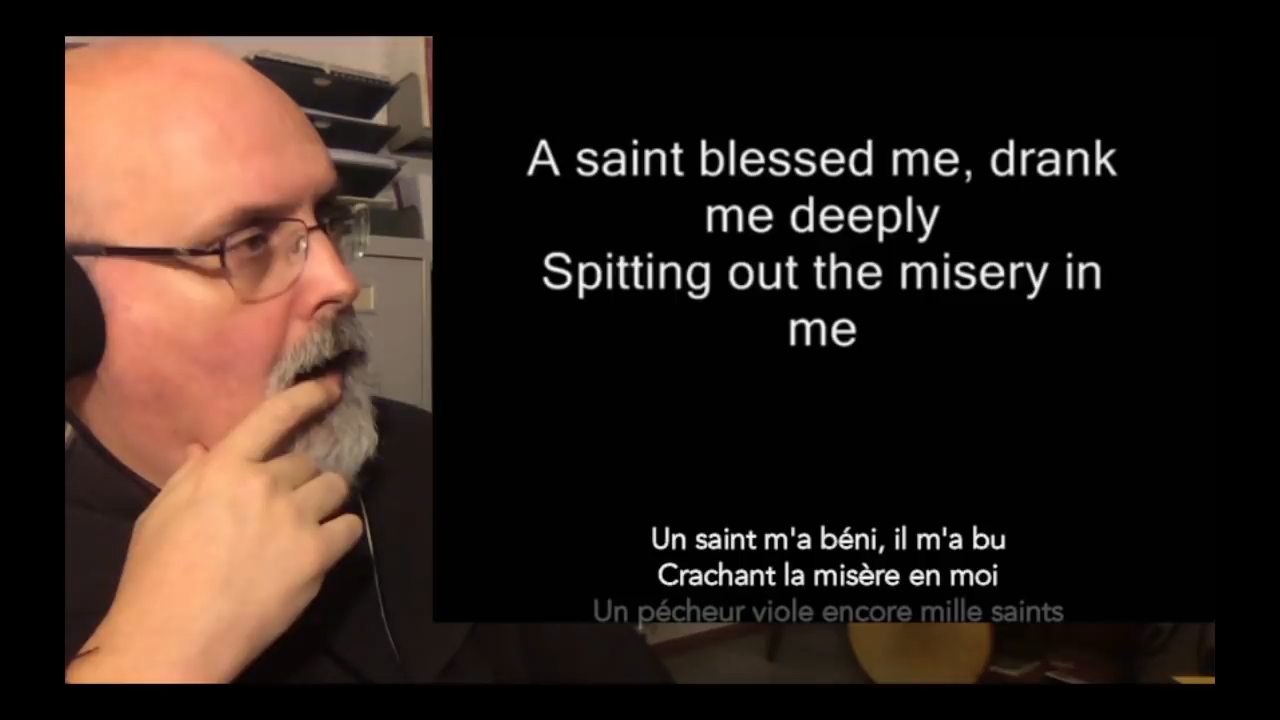 A saint blessed me, drank
me deeply
Spitting out the misery in
me
Un saint m'a béni, il m'a bu
Crachant la misère en moi
Un pécheur viole encore mille saints